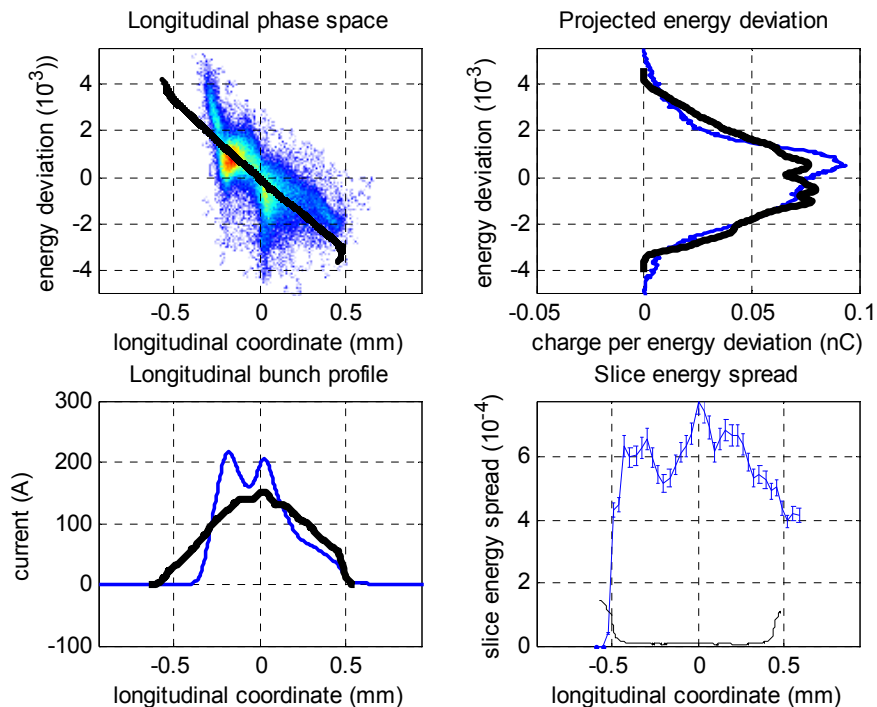 Longitudinal phase space
energy deviation (10⁻³))
4
2
0
-2
-4
-0.5
0
0.5
longitudinal coordinate (mm)
Projected energy deviation
energy deviation (10⁻³)
4
2
0
-2
-4
-0.05
0
0.05
0.1
charge per energy deviation (nC)
Longitudinal bunch profile
current (A)
300
200
100
0
-100
-0.5
0
0.5
longitudinal coordinate (mm)
Slice energy spread
slice energy spread (10⁻⁴)
6
4
2
0
-0.5
0
0.5
longitudinal coordinate (mm)